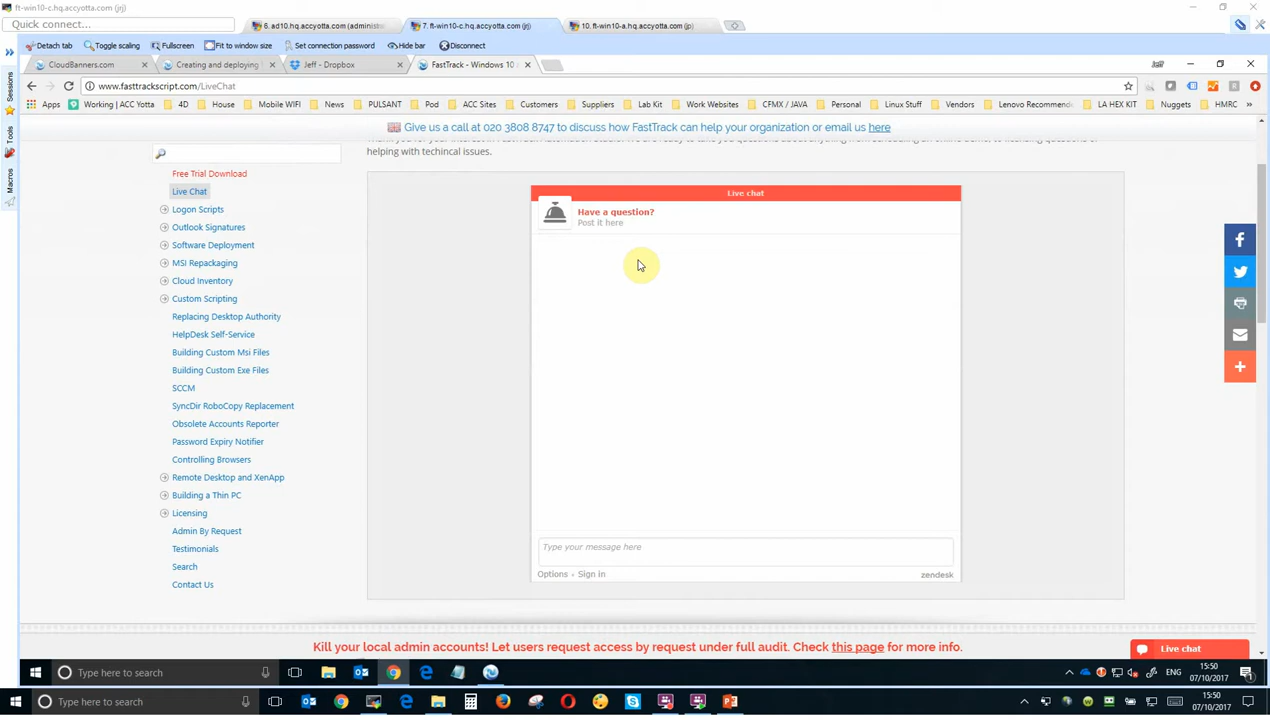 ft-win10-c.hq.accyotta.com (jrj)
Quick connect...
6. ad10.hq.accyotta.com (administra
7. ft-win10-c.hq.accyotta.com (jrj)
10. ft-win10-a.hq.accyotta.com (jp)
Detach tab
Toggle scaling
Fullscreen
Fit to window size
Set connection password
Hide bar
Disconnect
Sessions
Tools
Macros
CloudBanners.com
Creating and deploying
Jeff - Dropbox
FastTrack - Windows 10
Jeff
www.fasttrackscript.com/LiveChat
Apps
Working | ACC Yotta
4D
House
Mobile WIFI
News
PULSANT
Pod
ACC Sites
Customers
Suppliers
Lab Kit
Work Websites
CFMX / JAVA
Personal
Linux Stuff
Vendors
Lenovo Recommend
LA HEX KIT
Nuggets
HMRC
Give us a call at 020 3808 8747 to discuss how FastTrack can help your organization or email us here
helping with techincal issues.
Free Trial Download
Live Chat
Logon Scripts
Outlook Signatures
Software Deployment
MSI Repackaging
Cloud Inventory
Custom Scripting
Replacing Desktop Authority
HelpDesk Self-Service
Building Custom Msi Files
Building Custom Exe Files
SCCM
SyncDir RoboCopy Replacement
Obsolete Accounts Reporter
Password Expiry Notifier
Controlling Browsers
Remote Desktop and XenApp
Building a Thin PC
Licensing
Admin By Request
Testimonials
Search
Contact Us
Live chat
Have a question?
Post it here
Type your message here
Options • Sign in
zendesk
Kill your local admin accounts! Let users request access by request under full audit. Check this page for more info.
Live chat
Type here to search
ENG
15:50
07/10/2017
Type here to search
ENG
15:50
07/10/2017